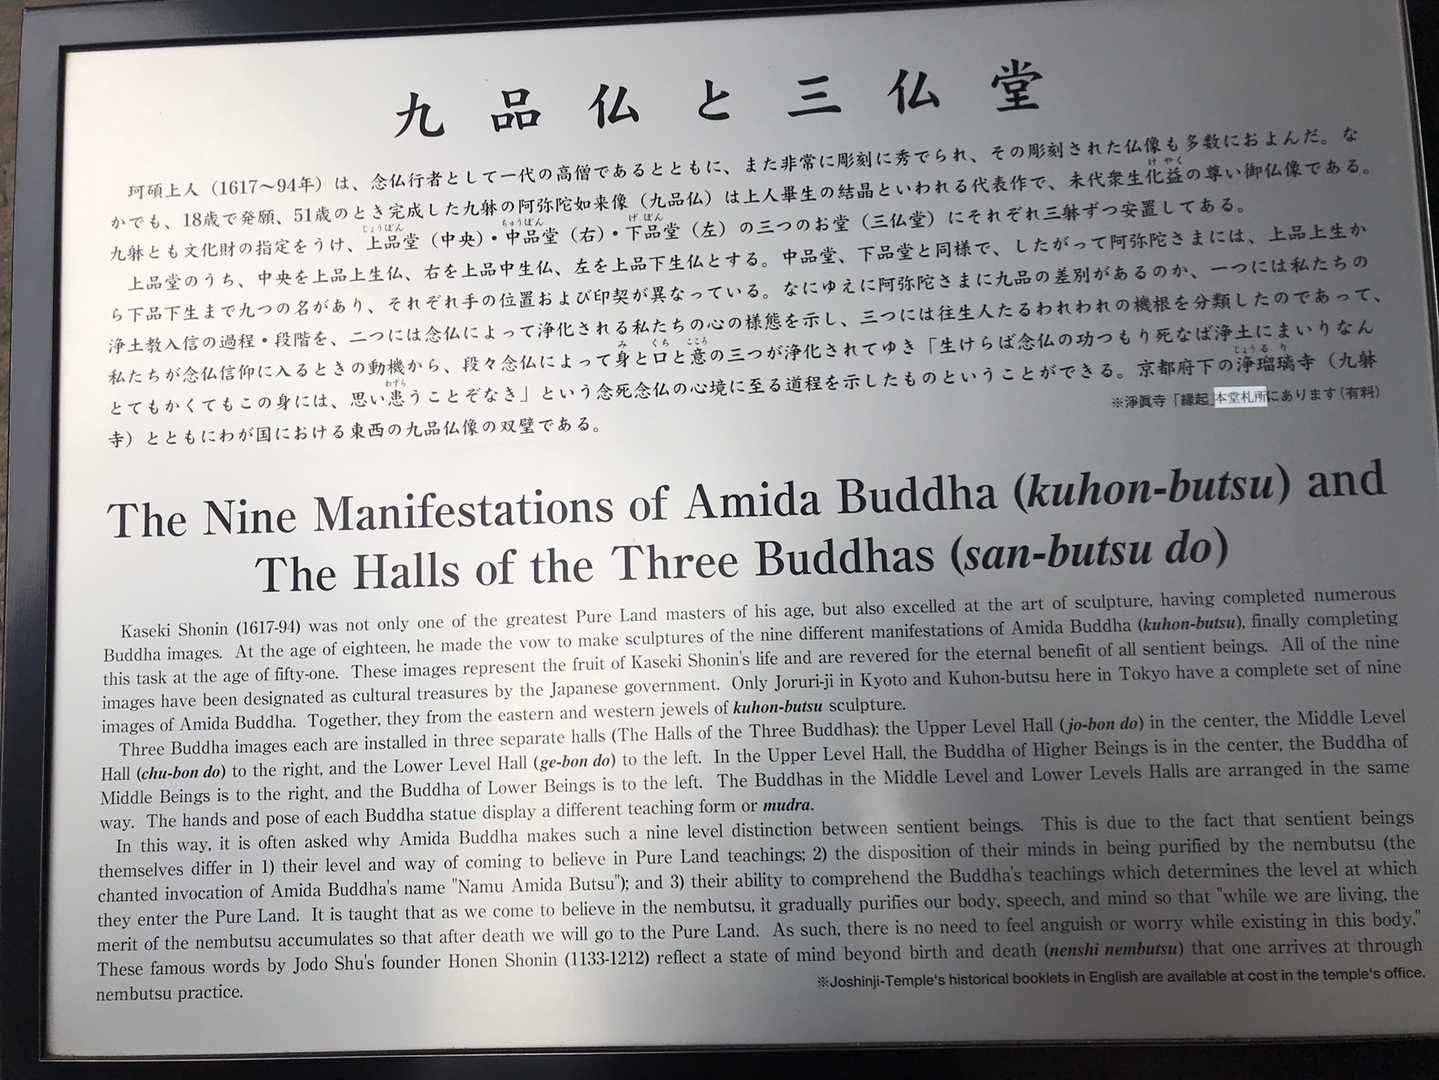 九品仏と三仏堂
珂碩上人（1617〜94年）は、念仏行者として一代の高僧であるとともに、また非常に彫刻に秀でられ、その彫刻された仏像も多数におよんだ。な
かでも、18歳で発願、51歳のとき完成した九躰の阿弥陀如来像（九品仏）は上人畢生の結晶といわれる代表作で、末代衆生化益の尊い御仏像である。
九躰とも文化財の指定をうけ、上品堂（中央）・中品堂（右）・下品堂（左）の三つのお堂（三仏堂）にそれぞれ三躰ずつ安置してある。
上品堂のうち、中央を上品上生仏、右を上品中生仏、左を上品下生仏とする。中品堂、下品堂と同様で、したがって阿弥陀さまには、上品上生か
ら下品下生まで九つの名があり、それぞれ手の位置および印契が異なっている。なにゆえに阿弥陀さまに九品の差別があるのか、一つには私たちの
浄土教入信の過程・段階を、二つには念仏によって浄化される私たちの心の様態を示し、三つには往生人たるわれわれの機根を分類したのであって、
私たちが念仏信仰に入るときの動機から、段々念仏によって身と口と意の三つが浄化されてゆき「生けらば念仏の功つもり死なば浄土にまいりなん
とてもかくてもこの身には、思い患うことぞなき」という念死念仏の心境に至る道程を示したものということができる。京都府下の浄瑠璃寺（九躰
寺）とともにわが国における東西の九品仏像の双璧である。
※淨眞寺「縁起」本堂札所にあります（有料）
The Nine Manifestations of Amida Buddha (kuhon-butsu) and
The Halls of the Three Buddhas (san-butsu do)
Kaseki Shonin (1617-94) was not only one of the greatest Pure Land masters of his age, but also excelled at the art of sculpture, having completed numerous
Buddha images. At the age of eighteen, he made the vow to make sculptures of the nine different manifestations of Amida Buddha (kuhon-butsu), finally completing
this task at the age of fifty-one. These images represent the fruit of Kaseki Shonin's life and are revered for the eternal benefit of all sentient beings. All of the nine
images have been designated as cultural treasures by the Japanese government. Only Joruri-ji in Kyoto and Kuhon-butsu here in Tokyo have a complete set of nine
images of Amida Buddha. Together, they from the eastern and western jewels of kuhon-butsu sculpture.
Three Buddha images each are installed in three separate halls (The Halls of the Three Buddhas): the Upper Level Hall (jo-bon do) in the center, the Middle Level
Hall (chu-bon do) to the right, and the Lower Level Hall (ge-bon do) to the left. In the Upper Level Hall, the Buddha of Higher Beings is in the center, the Buddha of
Middle Beings is to the right, and the Buddha of Lower Beings is to the left. The Buddhas in the Middle Level and Lower Levels Halls are arranged in the same
way. The hands and pose of each Buddha statue display a different teaching form or mudra.
In this way, it is often asked why Amida Buddha makes such a nine level distinction between sentient beings. This is due to the fact that sentient beings
themselves differ in 1) their level and way of coming to believe in Pure Land teachings; 2) the disposition of their minds in being purified by the nembutsu (the
chanted invocation of Amida Buddha's name "Namu Amida Butsu"); and 3) their ability to comprehend the Buddha's teachings which determines the level at which
they enter the Pure Land. It is taught that as we come to believe in the nembutsu, it gradually purifies our body, speech, and mind so that "while we are living, the
merit of the nembutsu accumulates so that after death we will go to the Pure Land. As such, there is no need to feel anguish or worry while existing in this body."
These famous words by Jodo Shu's founder Honen Shonin (1133-1212) reflect a state of mind beyond birth and death (nenshi nembutsu) that one arrives at through
nembutsu practice.
※Joshinji-Temple's historical booklets in English are available at cost in the temple's office.